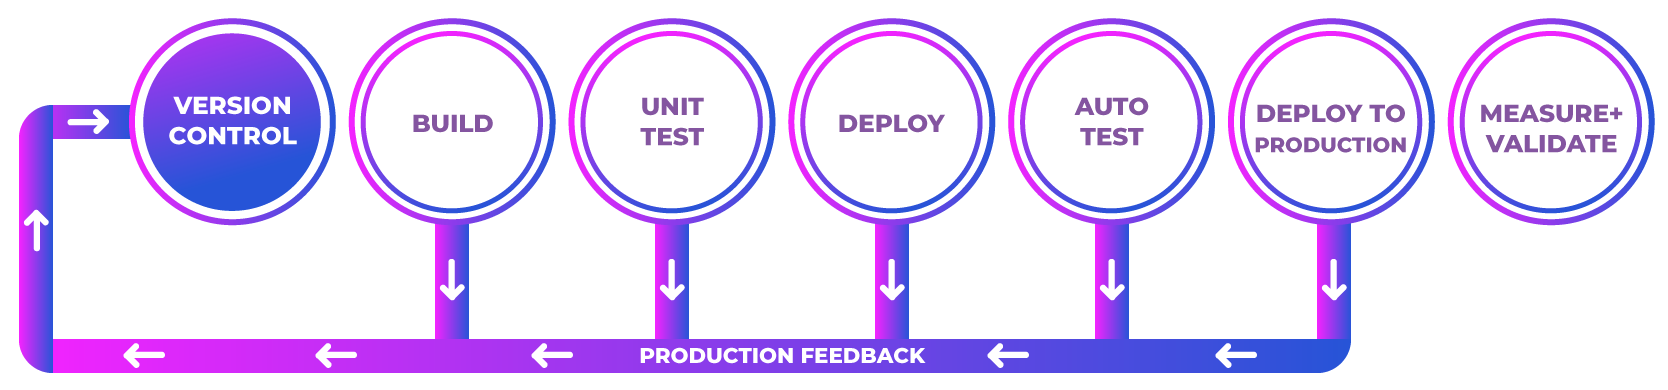 VERSION
CONTROL
BUILD
UNIT
TEST
DEPLOY
AUTO
TEST
DEPLOY TO
PRODUCTION
MEASURE+
VALIDATE
PRODUCTION FEEDBACK